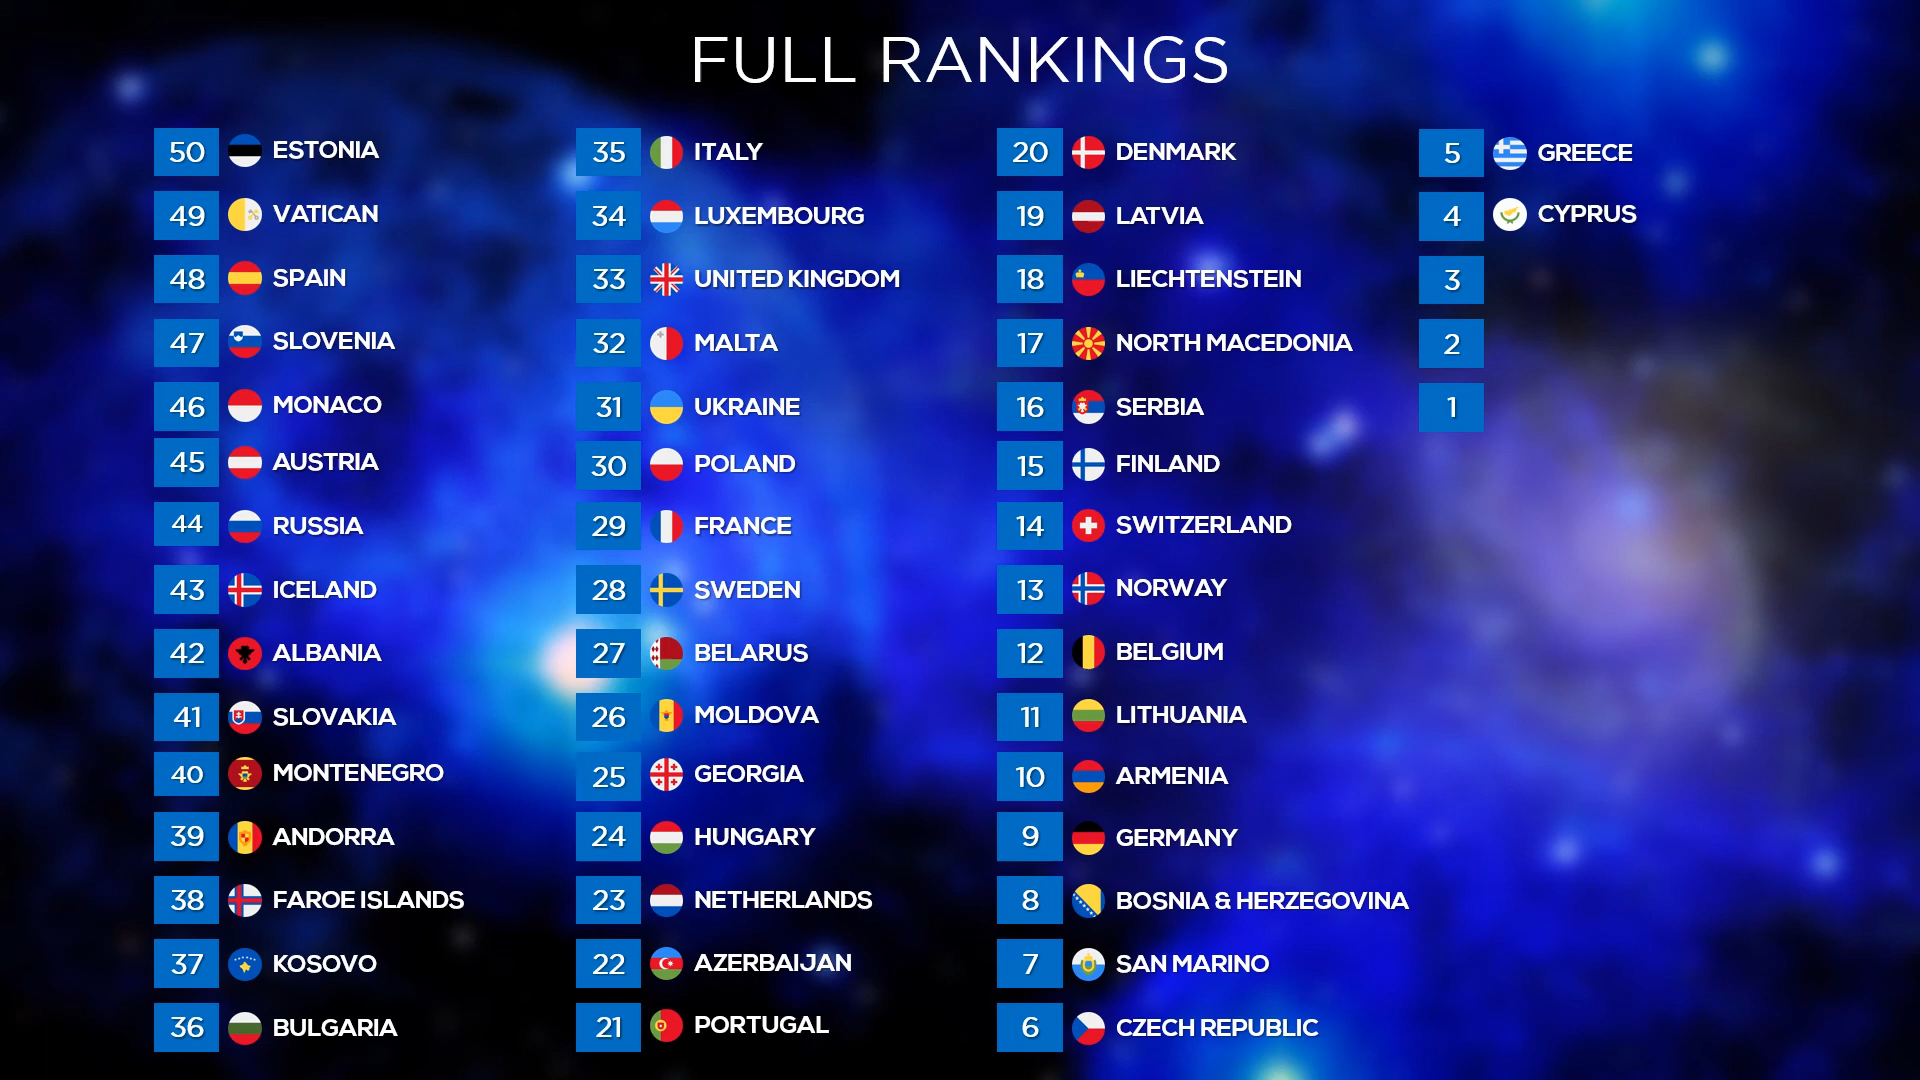 FULL RANKINGS
50 ESTONIA
49 VATICAN
48 SPAIN
47 SLOVENIA
46 MONACO
45 AUSTRIA
44 RUSSIA
43 ICELAND
42 ALBANIA
41 SLOVAKIA
40 MONTENEGRO
39 ANDORRA
38 FAROE ISLANDS
37 KOSOVO
36 BULGARIA
35 ITALY
34 LUXEMBOURG
33 UNITED KINGDOM
32 MALTA
31 UKRAINE
30 POLAND
29 FRANCE
28 SWEDEN
27 BELARUS
26 MOLDOVA
25 GEORGIA
24 HUNGARY
23 NETHERLANDS
22 AZERBAIJAN
21 PORTUGAL
20 DENMARK
19 LATVIA
18 LIECHTENSTEIN
17 NORTH MACEDONIA
16 SERBIA
15 FINLAND
14 SWITZERLAND
13 NORWAY
12 BELGIUM
11 LITHUANIA
10 ARMENIA
9 GERMANY
8 BOSNIA & HERZEGOVINA
7 SAN MARINO
6 CZECH REPUBLIC
5 GREECE
4 CYPRUS
3
2
1